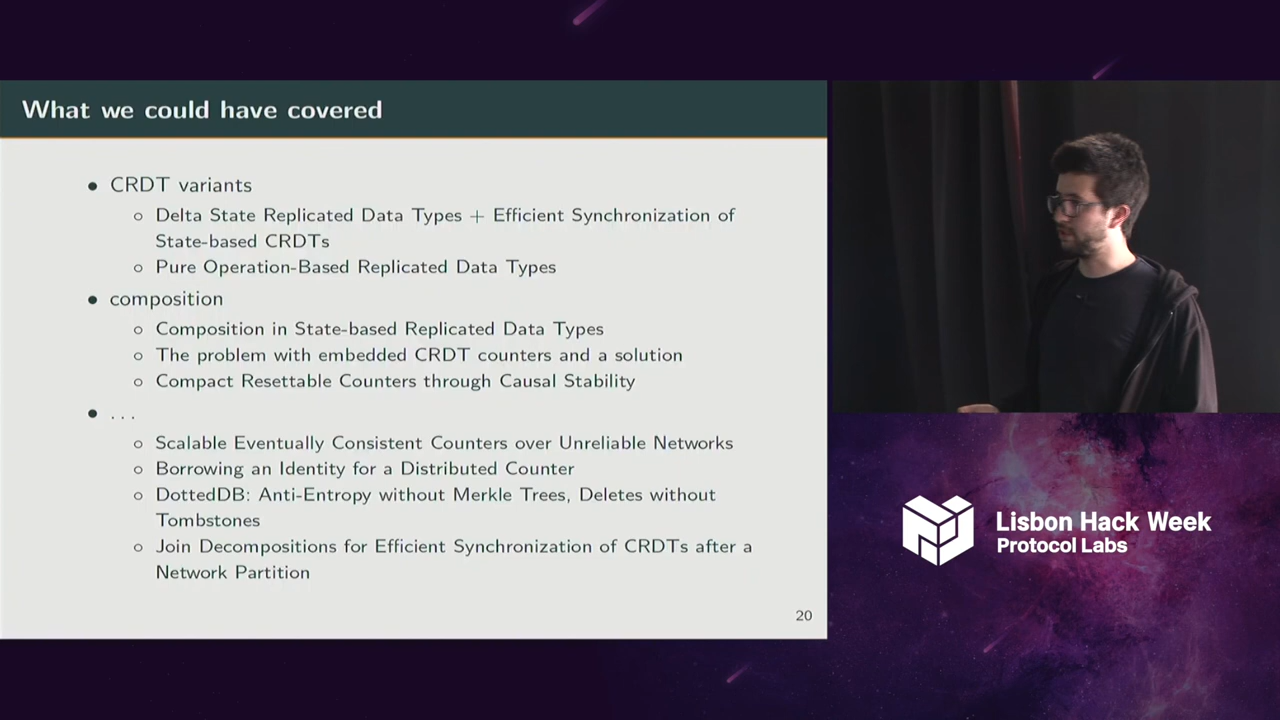 What we could have covered
• CRDT variants
○ Delta State Replicated Data Types + Efficient Synchronization of
State-based CRDTs
○ Pure Operation-Based Replicated Data Types
• composition
○ Composition in State-based Replicated Data Types
○ The problem with embedded CRDT counters and a solution
○ Compact Resettable Counters through Causal Stability
• ...
○ Scalable Eventually Consistent Counters over Unreliable Networks
○ Borrowing an Identity for a Distributed Counter
○ DottedDB: Anti-Entropy without Merkle Trees, Deletes without
Tombstones
○ Join Decompositions for Efficient Synchronization of CRDTs after a
Network Partition
20
Lisbon Hack Week
Protocol Labs